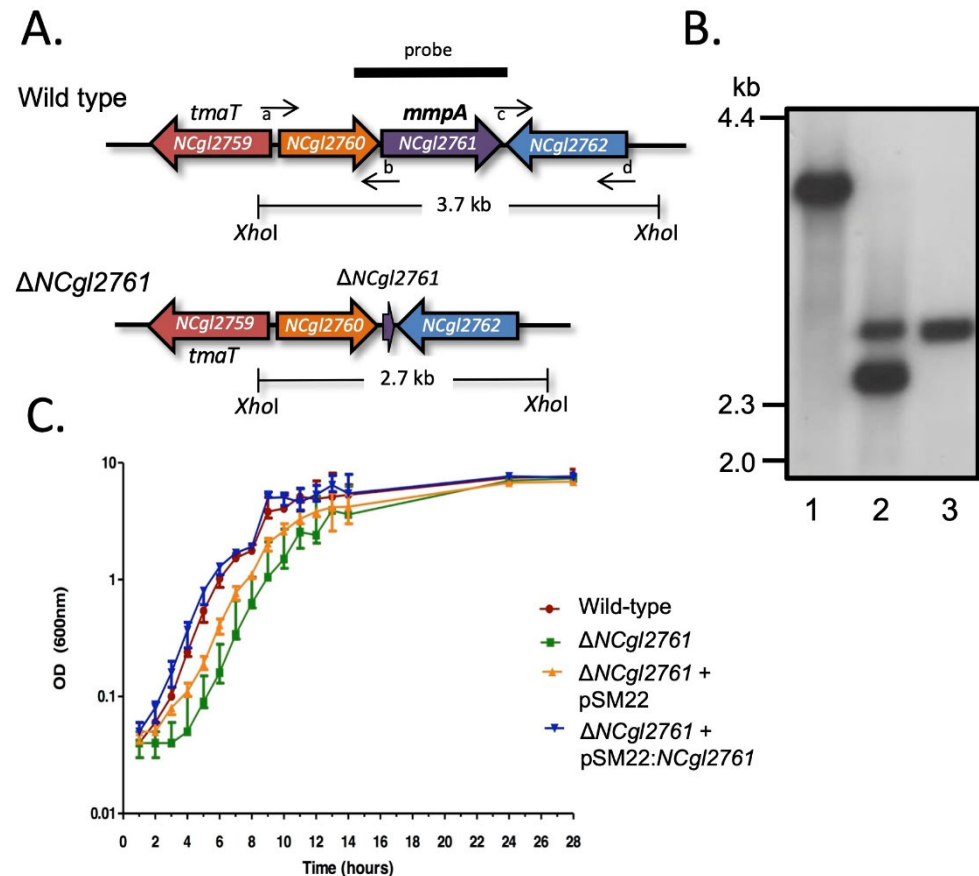 A.
probe
Wild type
tmaT
a
mmpA
c
NCgl2759
NCgl2760
NCgl2761
NCgl2762
b
d
3.7 kb
XhoI
XhoI
ΔNCgl2761
ΔNCgl2761
NCgl2759
NCgl2760
NCgl2762
tmaT
2.7 kb
XhoI
XhoI
B.
kb
4.4
2.3
2.0
1 2 3
C.
10
1
0.1
0.01
OD (600nm)
0 2 4 6 8 10 12 14 16 18 20 22 24 26 28
Time (hours)
Wild-type
ΔNCgl2761
ΔNCgl2761 +
pSM22
ΔNCgl2761 +
pSM22:NCgl2761